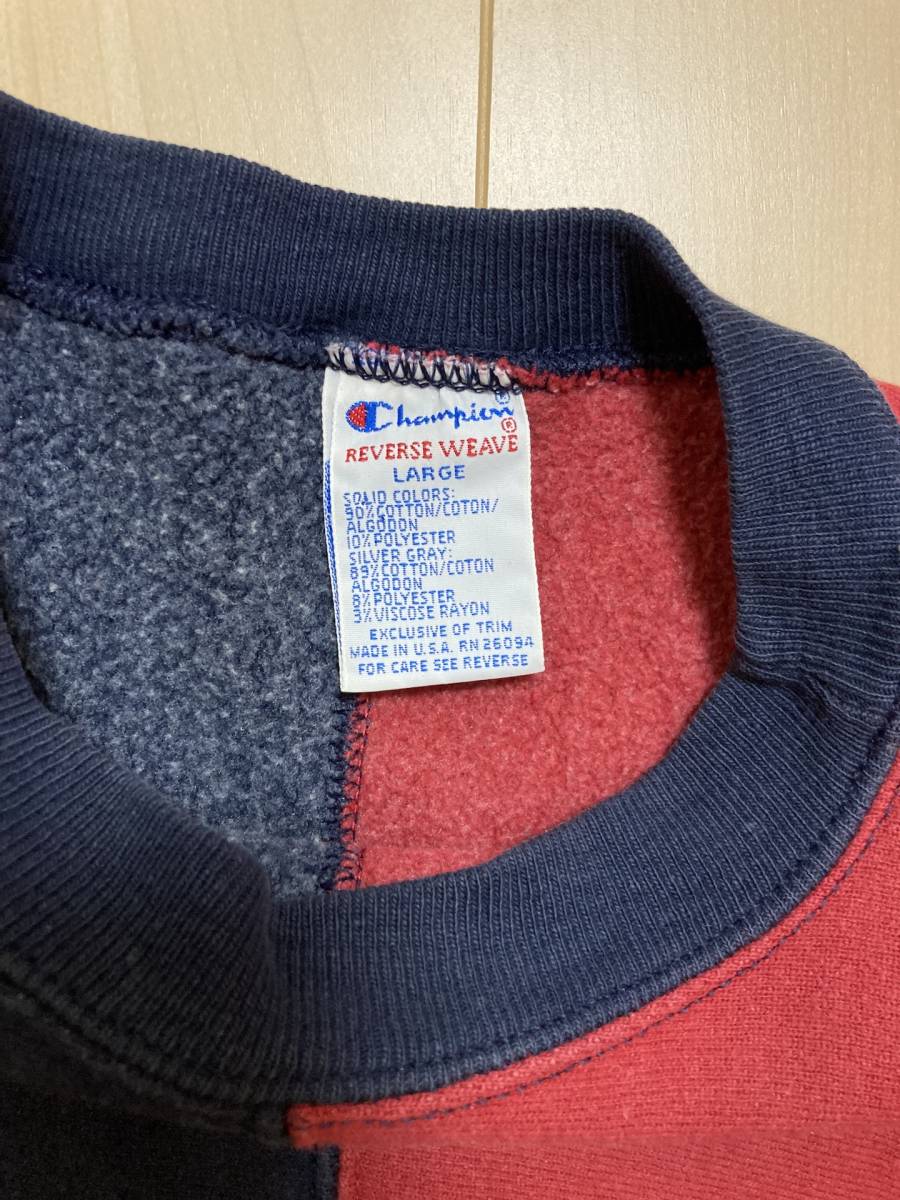 Champion®
REVERSE WEAVE®
LARGE
SOLID COLORS:
90%COTTON/COTON/
ALGODON
10%POLYESTER
SILVER GRAY:
89%COTTON/COTON
ALGODON
8%POLYESTER
3%VISCOSE RAYON
EXCLUSIVE OF TRIM
MADE IN U.S.A. RN 26094
FOR CARE SEE REVERSE